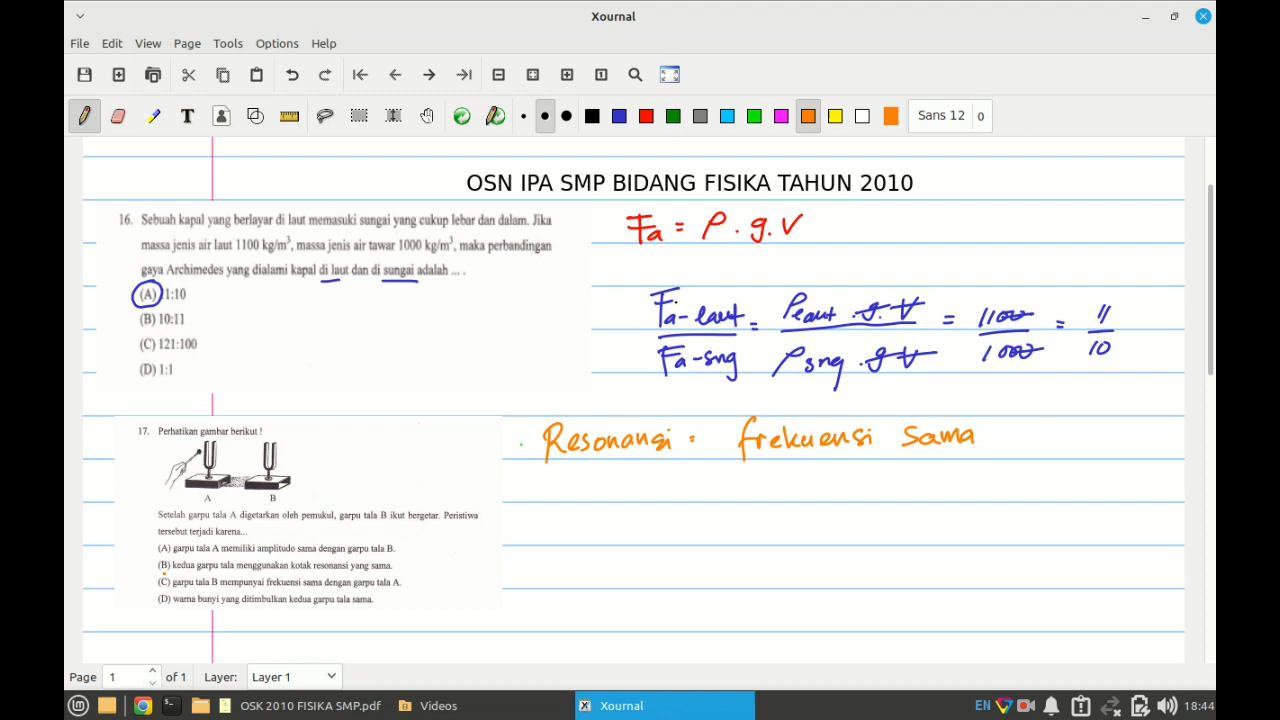 Xournal
File Edit View Page Tools Options Help
Sans 12 0
OSN IPA SMP BIDANG FISIKA TAHUN 2010
16. Sebuah kapal yang berlayar di laut memasuki sungai yang cukup lebar dan dalam. Jika
massa jenis air laut 1100 kg/m³, massa jenis air tawar 1000 kg/m³, maka perbandingan
gaya Archimedes yang dialami kapal di laut dan di sungai adalah ... .
(A) 11:10
(B) 10:11
(C) 121:100
(D) 1:1
Fa = ρ . g. V
Fa-laut = ρlaut . g. V = 1100 = 11
Fa-sng ρsng . g V 1000 10
17. Perhatikan gambar berikut !
A B
Setelah garpu tala A digetarkan oleh pemukul, garpu tala B ikut bergetar. Peristiwa
tersebut terjadi karena...
(A) garpu tala A memiliki amplitudo sama dengan garpu tala B.
(B) kedua garpu tala menggunakan kotak resonansi yang sama.
(C) garpu tala B mempunyai frekuensi sama dengan garpu tala A.
(D) warna bunyi yang ditimbulkan kedua garpu tala sama.
Resonansi = frekuensi sama
Page 1 of 1 Layer: Layer 1
OSK 2010 FISIKA SMP.pdf Videos Xournal EN 18:44